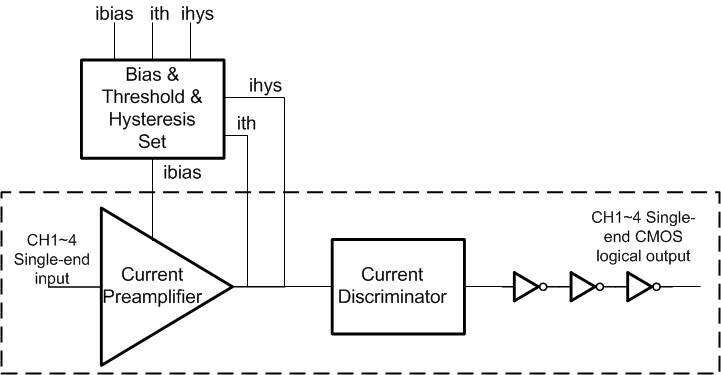 ibias ith ihys
Bias &
Threshold &
Hysteresis
Set
ihys
ith
ibias
CH1~4
Single-end
input
Current
Preamplifier
Current
Discriminator
CH1~4 Single-
end CMOS
logical output